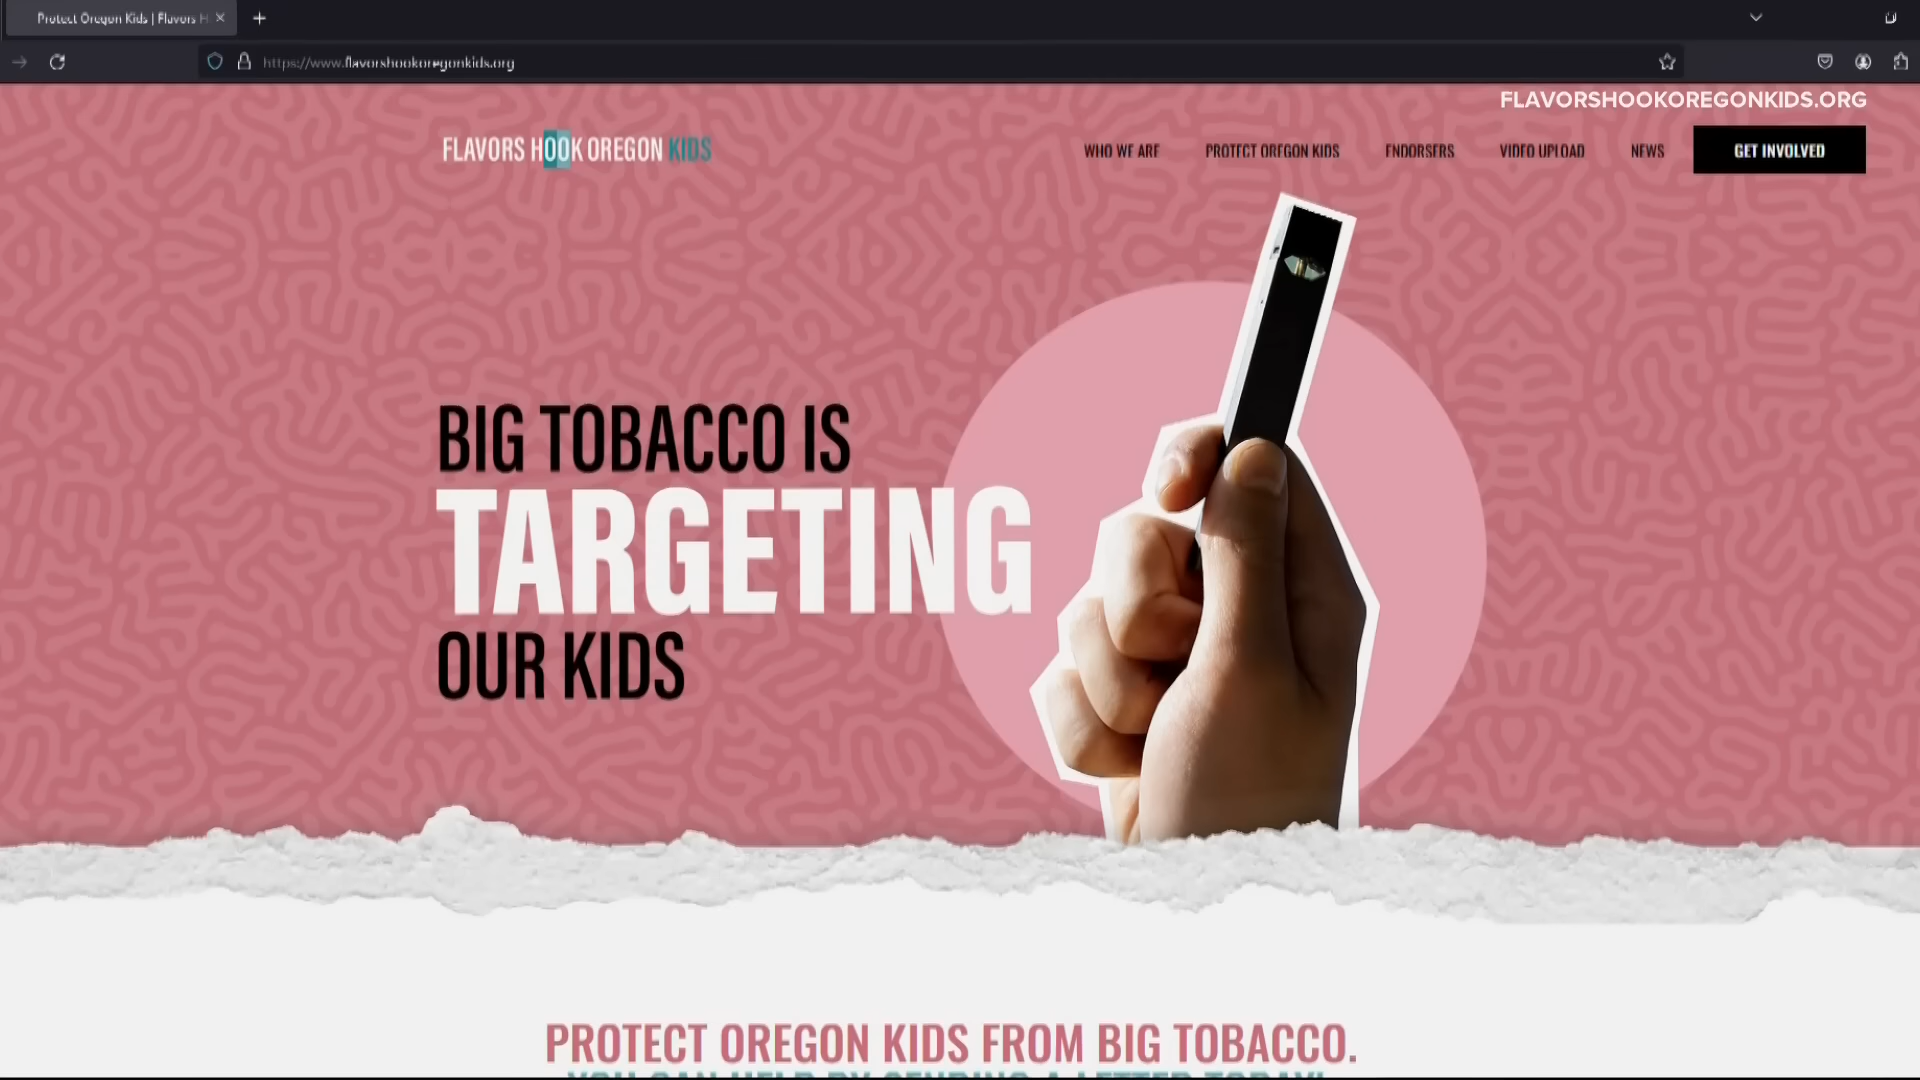 Protect Oregon Kids | Flavors H
https://www.flavorshookoregonkids.org
FLAVORSHOOKOREGONKIDS.ORG
FLAVORS HOOK OREGON KIDS
WHO WE ARE
PROTECT OREGON KIDS
ENDORSERS
VIDEO UPLOAD
NEWS
GET INVOLVED
BIG TOBACCO IS
TARGETING
OUR KIDS
PROTECT OREGON KIDS FROM BIG TOBACCO.
YOU CAN HELP BY SENDING A LETTER TODAY!